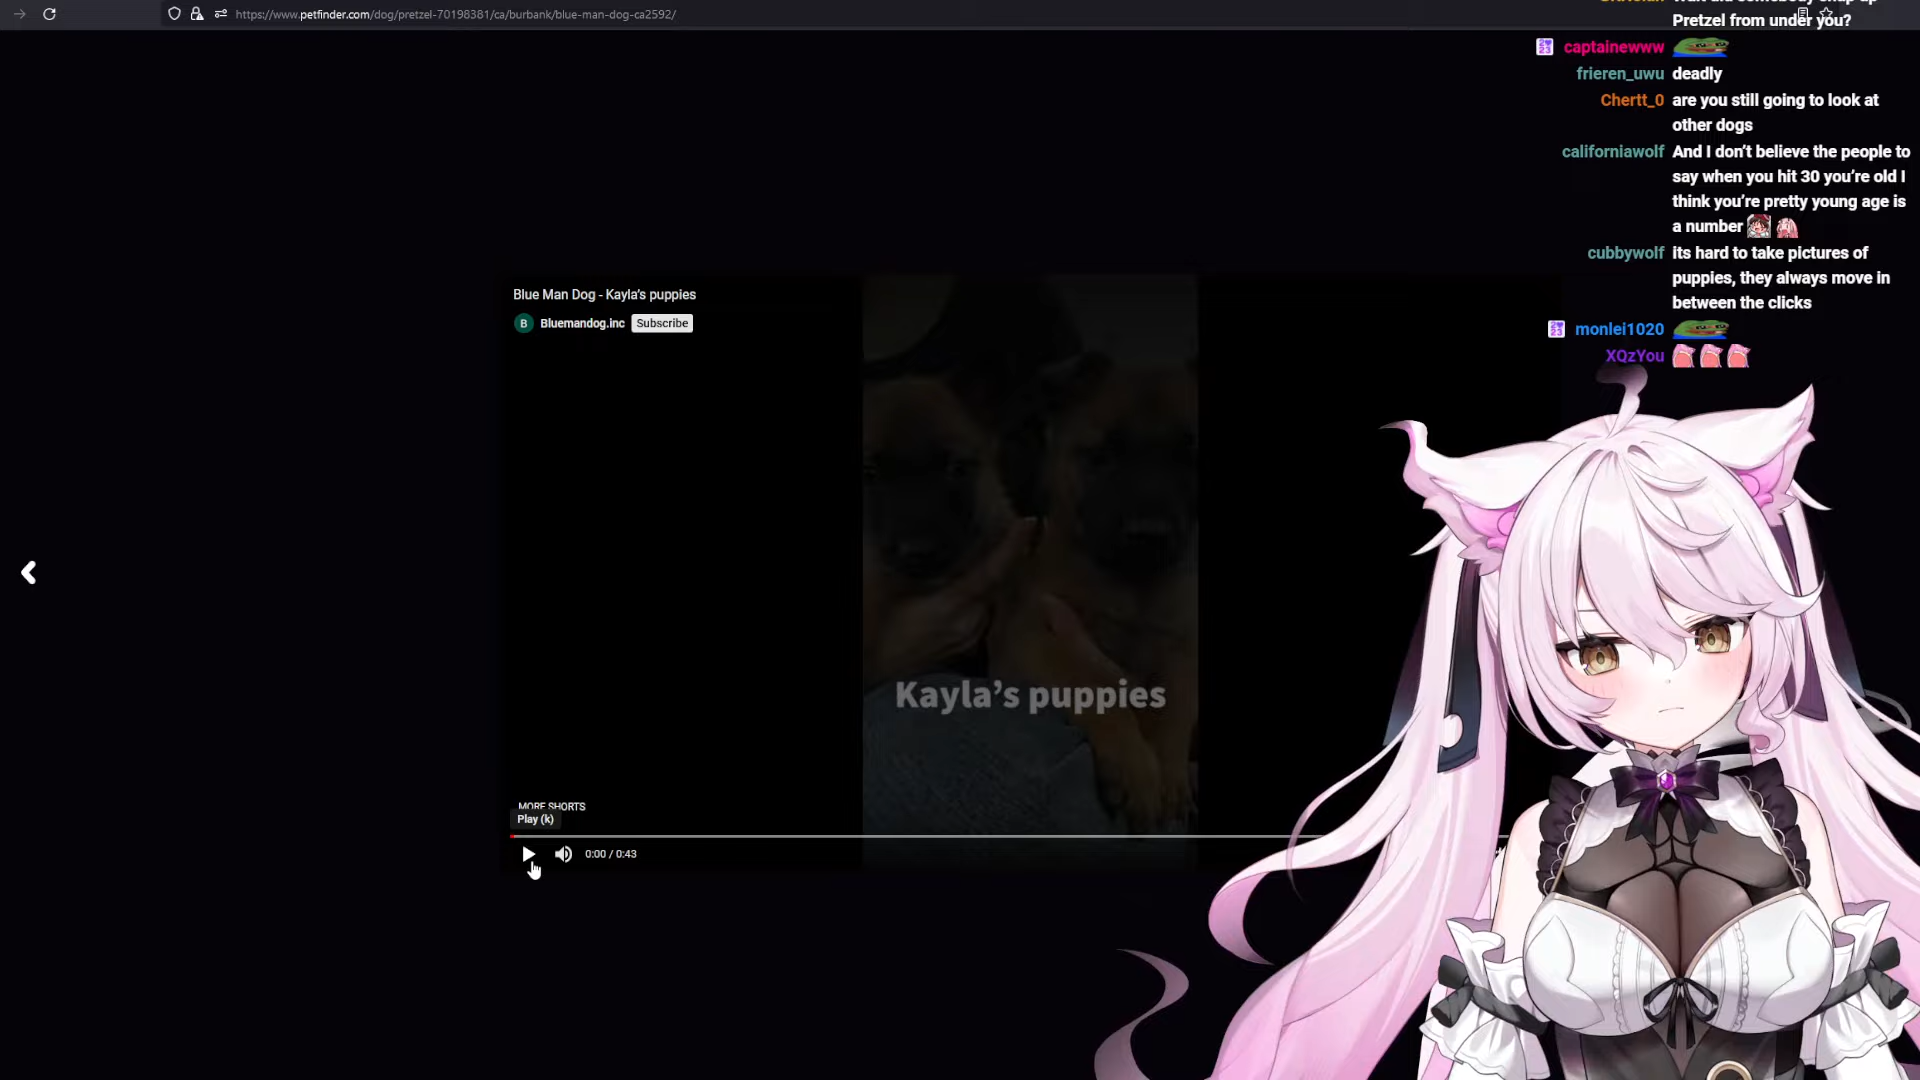 https://www.petfinder.com/dog/pretzel-70198381/ca/burbank/blue-man-dog-ca2592/
Pretzel from under you?
captainewww
frieren_uwu deadly
Chertt_0 are you still going to look at
other dogs
californiawolf And I don't believe the people to
say when you hit 30 you're old I
think you're pretty young age is
a number
cubbywolf its hard to take pictures of
puppies, they always move in
between the clicks
monlei1020
XQzYou
Blue Man Dog - Kayla's puppies
B Bluemandog.inc Subscribe
Kayla's puppies
MORE SHORTS
Play (k)
0:00 / 0:43